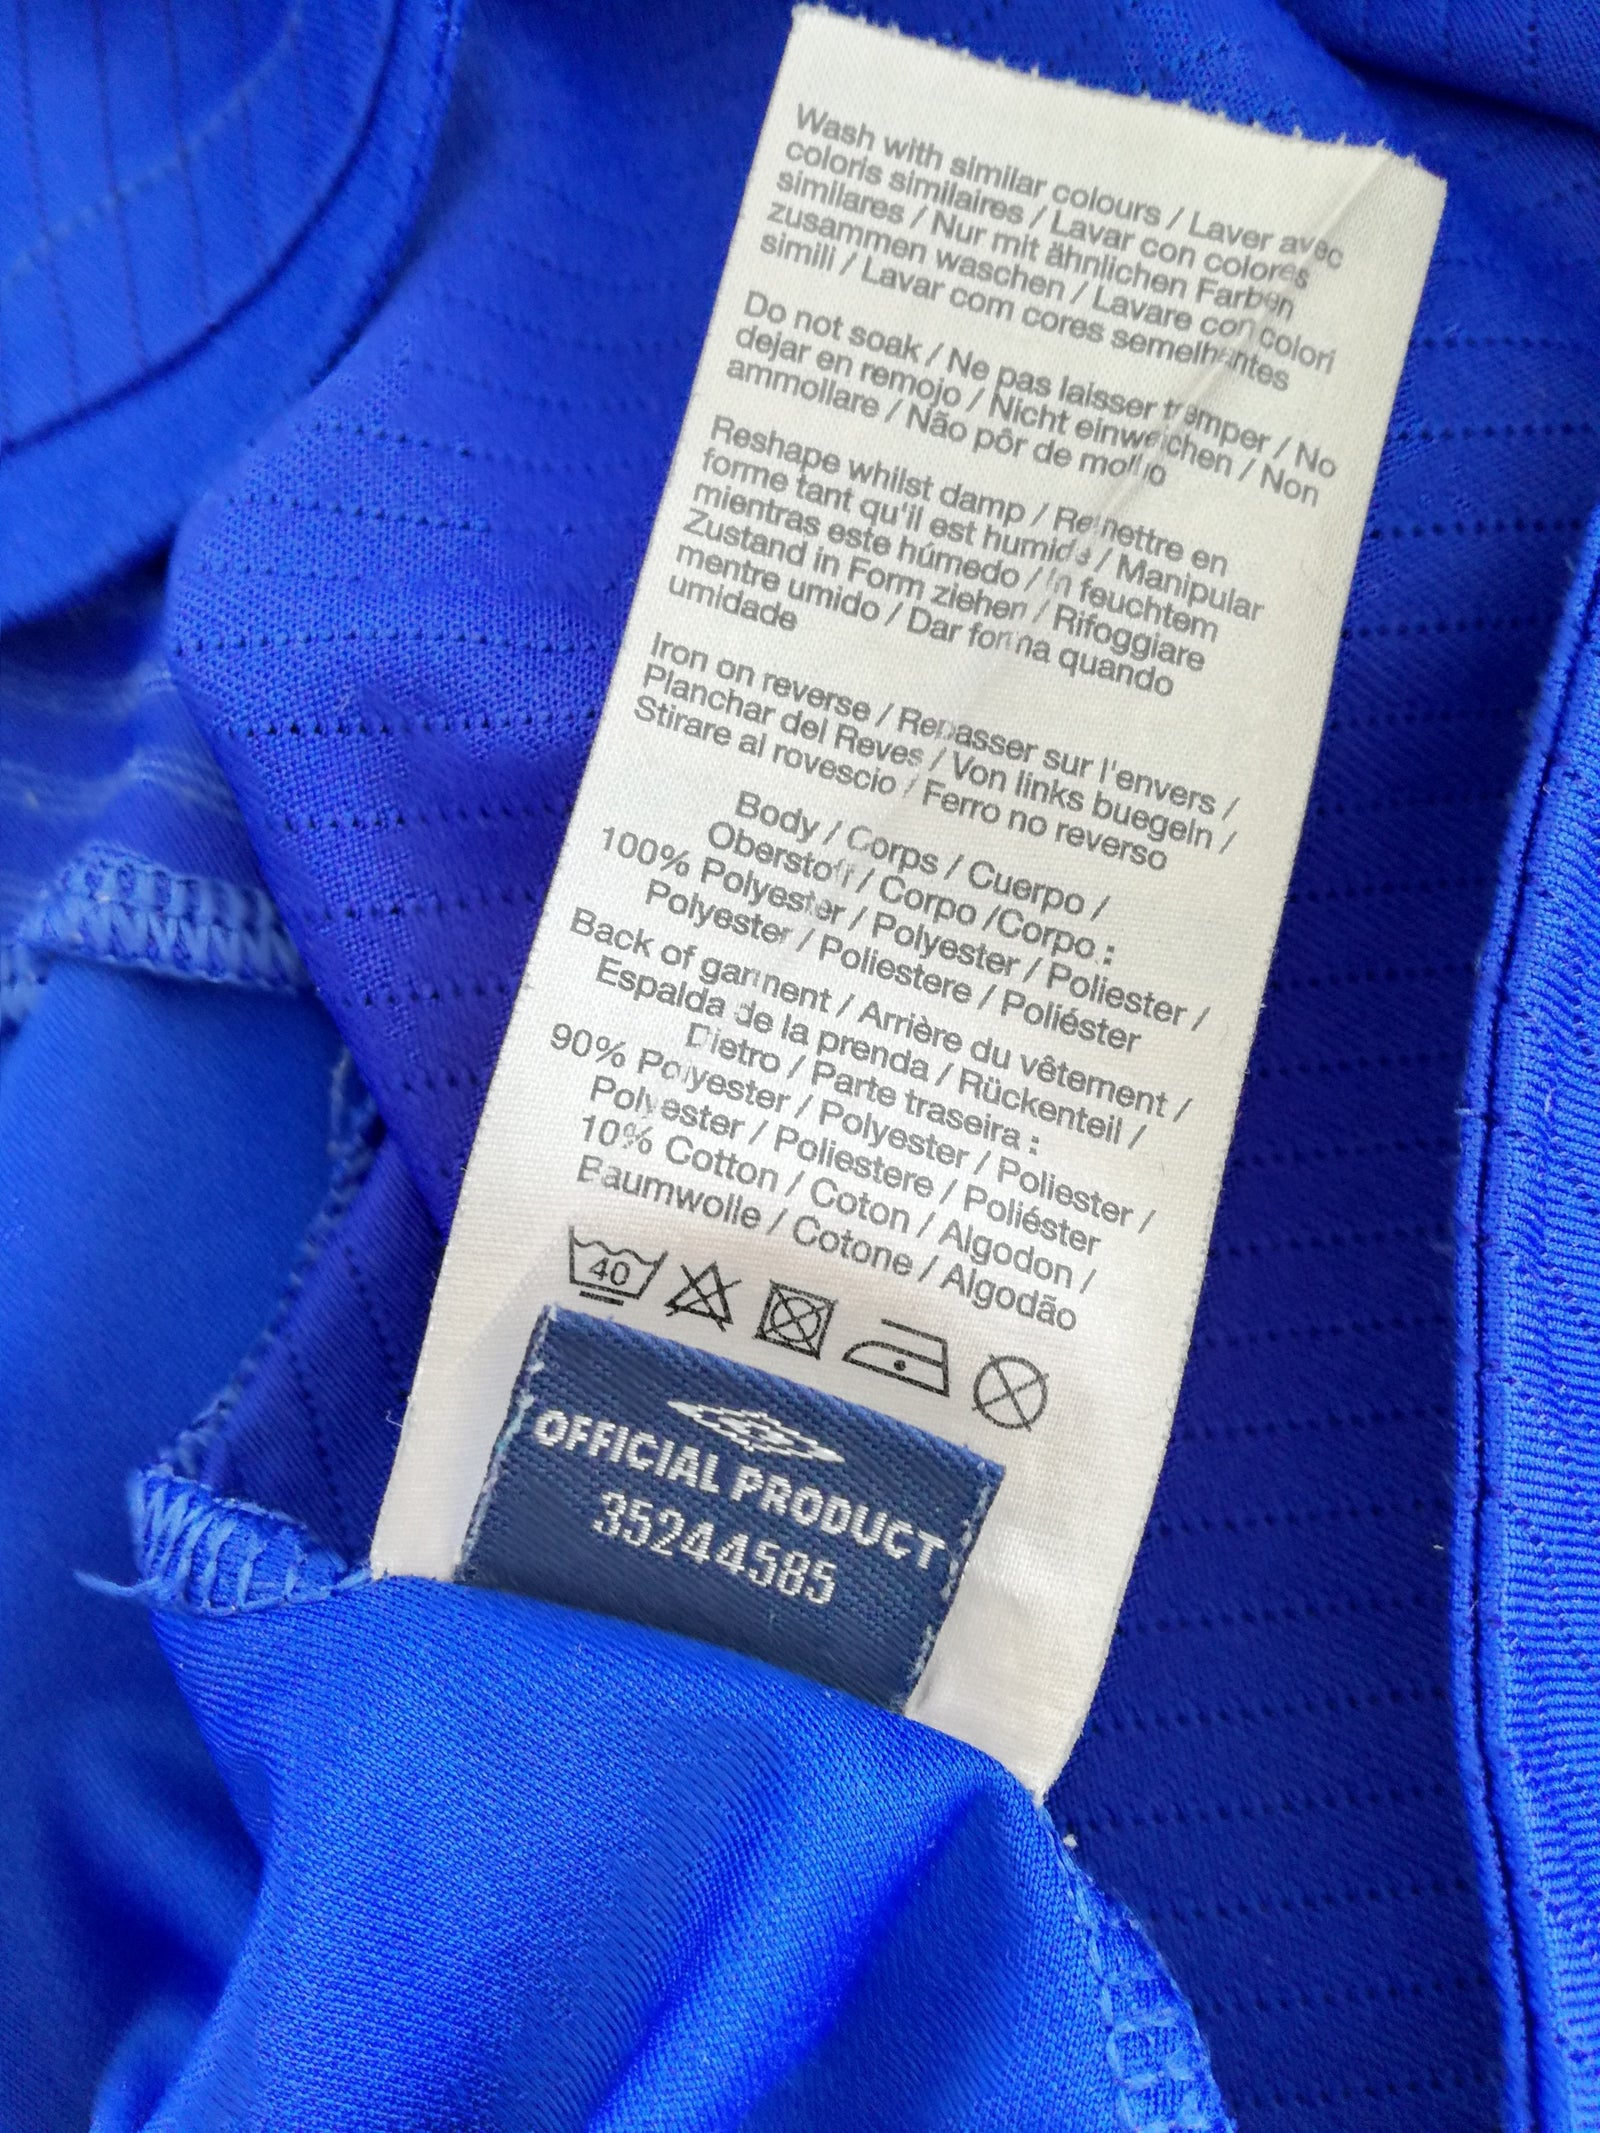 Wash with similar colours / Laver avec
coloris similaires / Lavar con colores
similares / Nur mit ähnlichen Farben
zusammen waschen / Lavare con colori
simili / Lavar com cores semelhantes
Do not soak / Ne pas laisser tremper / No
dejar en remojo / Nicht einweichen / Non
ammollare / Não pôr de molho
Reshape whilst damp / Remettre en
forme tant qu'il est humide / Manipular
mientras este húmedo / In feuchtem
Zustand in Form ziehen / Rifoggiare
mentre umido / Dar forma quando
umidade
Iron on reverse / Repasser sur l'envers /
Planchar del Reves / Von links buegeln /
Stirare al rovescio / Ferro no reverso
Body / Corps / Cuerpo /
Oberstoff / Corpo /Corpo :
100% Polyester / Polyester / Poliester /
Polyester / Poliestere / Poliéster
Back of garment / Arrière du vêtement /
Espalda de la prenda / Rückenteil /
Dietro / Parte traseira :
90% Polyester / Polyester / Poliester /
Polyester / Poliestere / Poliéster
10% Cotton / Coton / Algodon /
Baumwolle / Cotone / Algodão
40
OFFICIAL PRODUCT
35244585